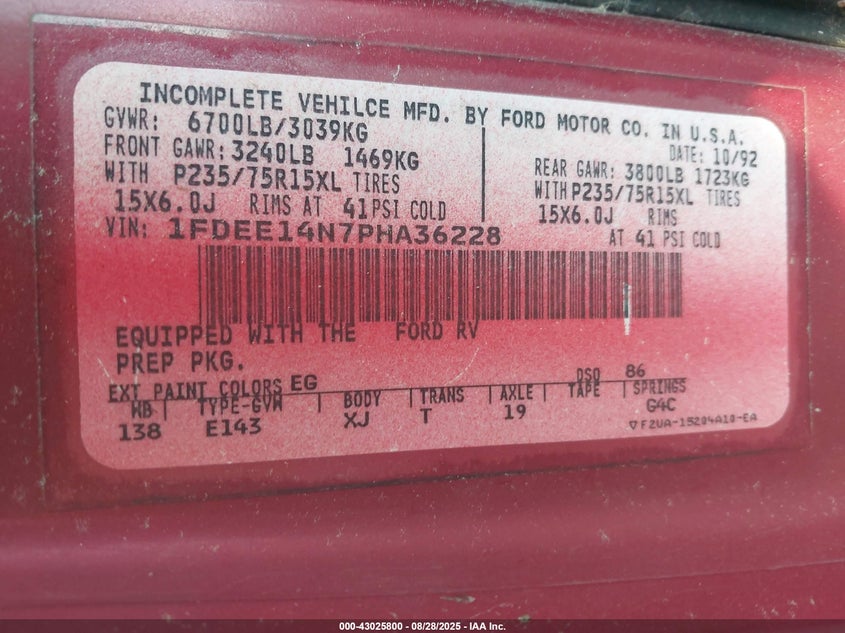 INCOMPLETE VEHILCE MFD. BY FORD MOTOR CO. IN U.S.A.
GVWR: 6700LB/3039KG
DATE: 10/92
FRONT GAWR: 3240LB 1469KG
REAR GAWR: 3800LB 1723KG
WITH P235/75R15XL TIRES
WITH P235/75R15XL TIRES
15X6.0J RIMS AT 41 PSI COLD
15X6.0J RIMS
AT 41 PSI COLD
VIN: 1FDEE14N7PHA36228
EQUIPPED WITH THE FORD RV
PREP PKG.
EXT PAINT COLORS EG DSO 86
WB TYPE-GVW BODY TRANS AXLE TAPE SPRINGS
138 E143 XJ T 19 G4C
F2UA-15204A10-EA
000-43025800 - 08/28/2025 - IAA Inc.